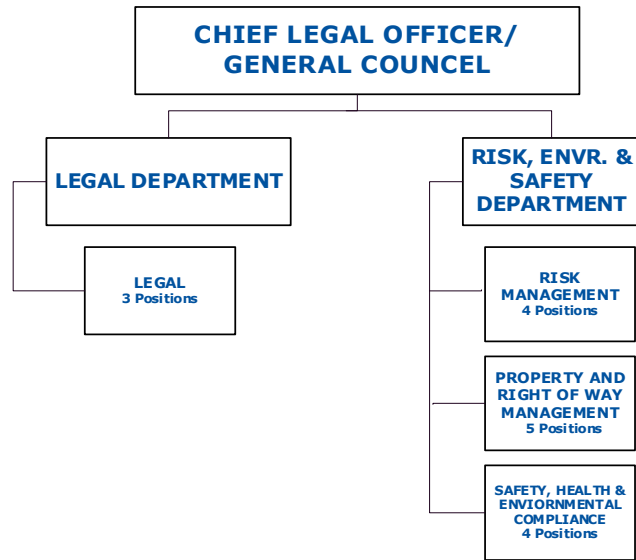 CHIEF LEGAL OFFICER/
GENERAL COUNCEL
LEGAL DEPARTMENT
LEGAL
3 Positions
RISK, ENVR. &
SAFETY
DEPARTMENT
RISK
MANAGEMENT
4 Positions
PROPERTY AND
RIGHT OF WAY
MANAGEMENT
5 Positions
SAFETY, HEALTH &
ENVIORNMENTAL
COMPLIANCE
4 Positions